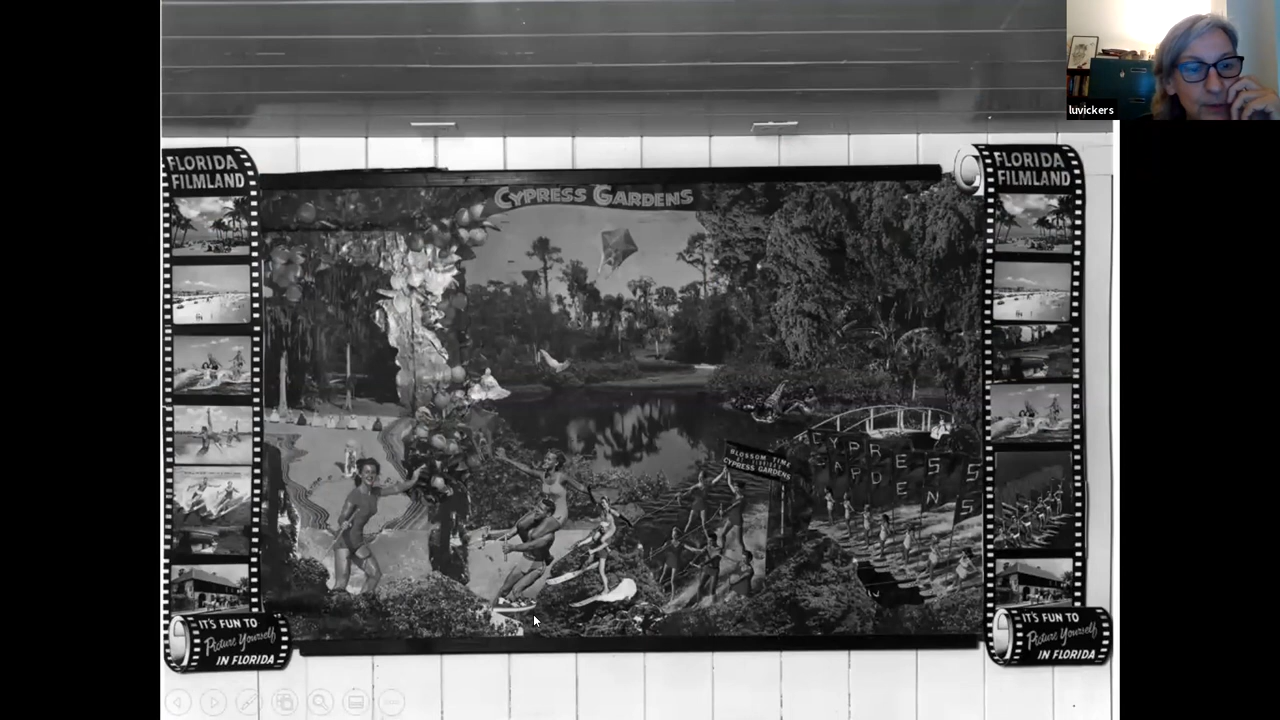 luvickers
FLORIDA
FILMLAND
CYPRESS GARDENS
FLORIDA
FILMLAND
BLOSSOM TIME
CYPRESS GARDENS
CYPRESS
GARDENS
IT'S FUN TO
Picture Yourself
IN FLORIDA
IT'S FUN TO
Picture Yourself
IN FLORIDA